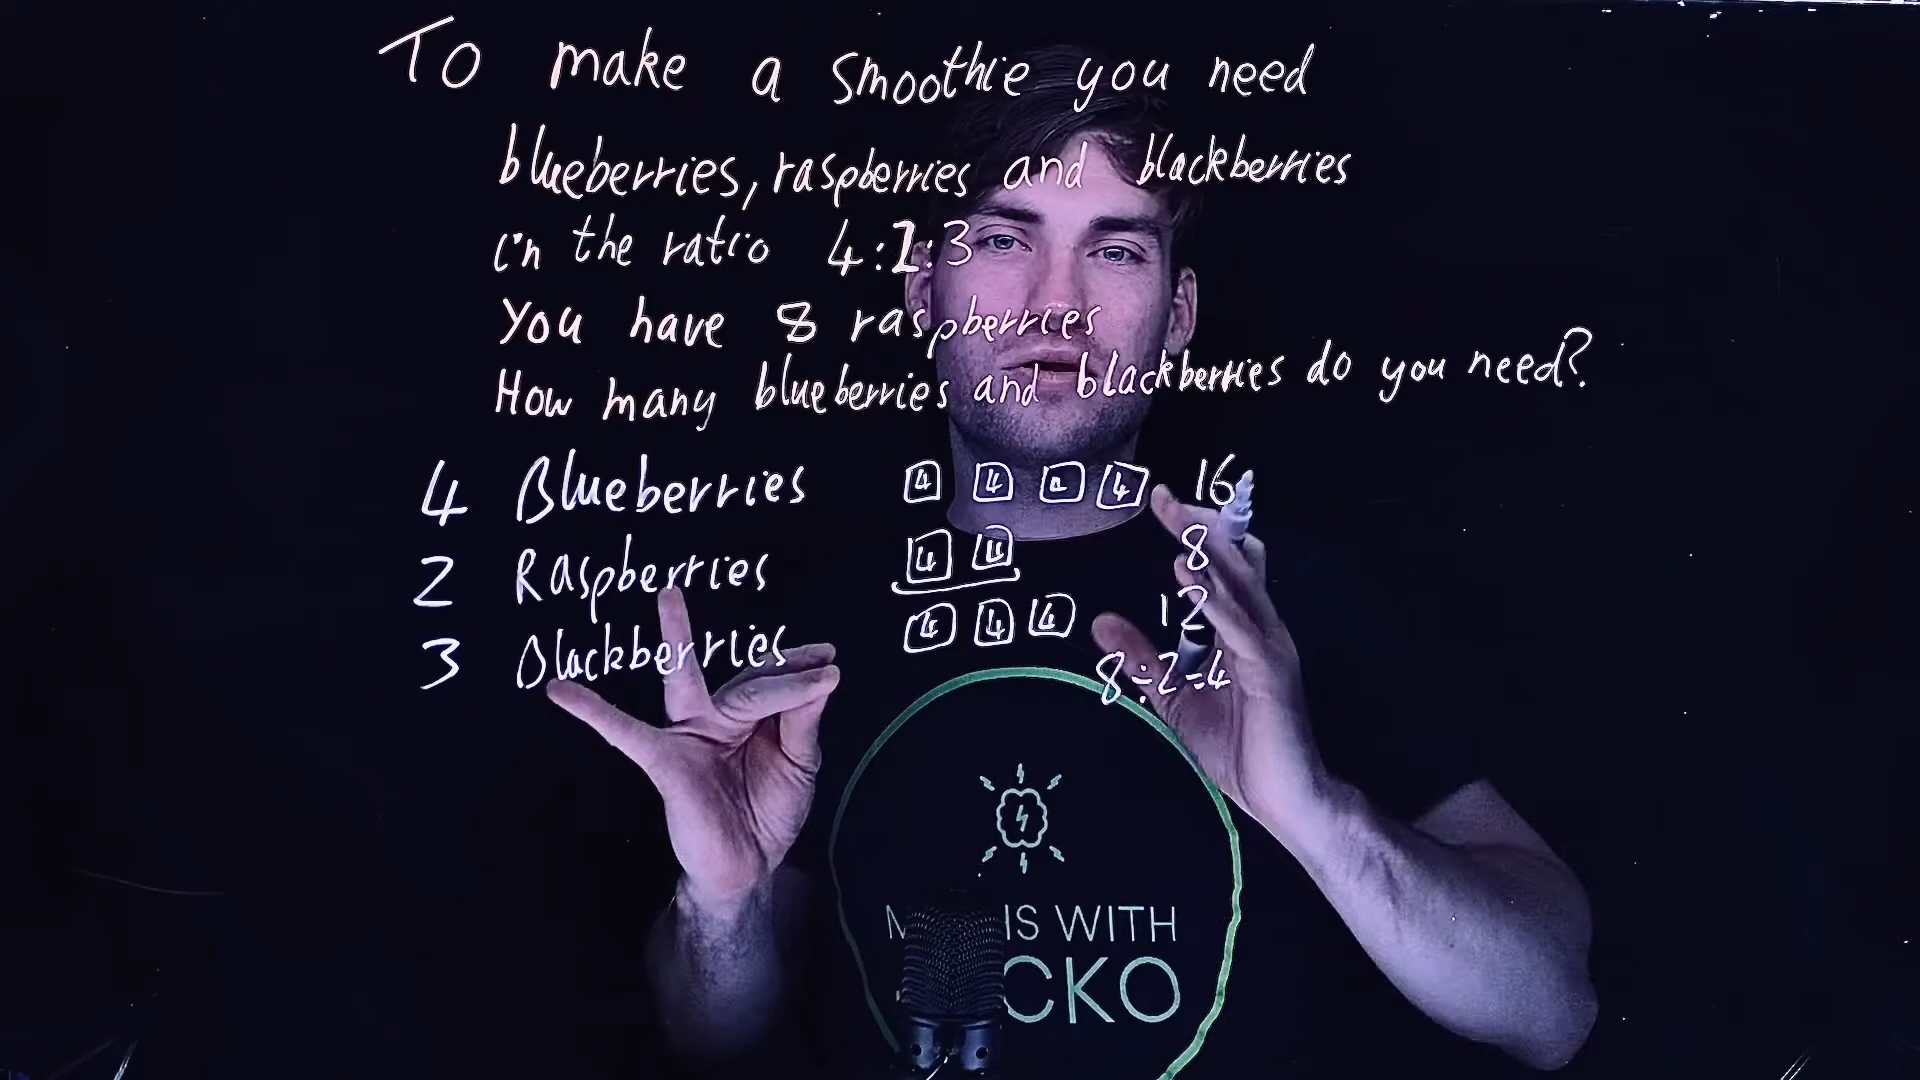 To make a smoothie you need
blueberries, raspberries and blackberries
in the ratio 4:2:3
You have 8 raspberries
How many blueberries and blackberries do you need?
4 Blueberries 4 4 4 4 16
2 Raspberries 4 4 8
3 Blackberries 4 4 4 12
8÷2=4
IS WITH
CKO